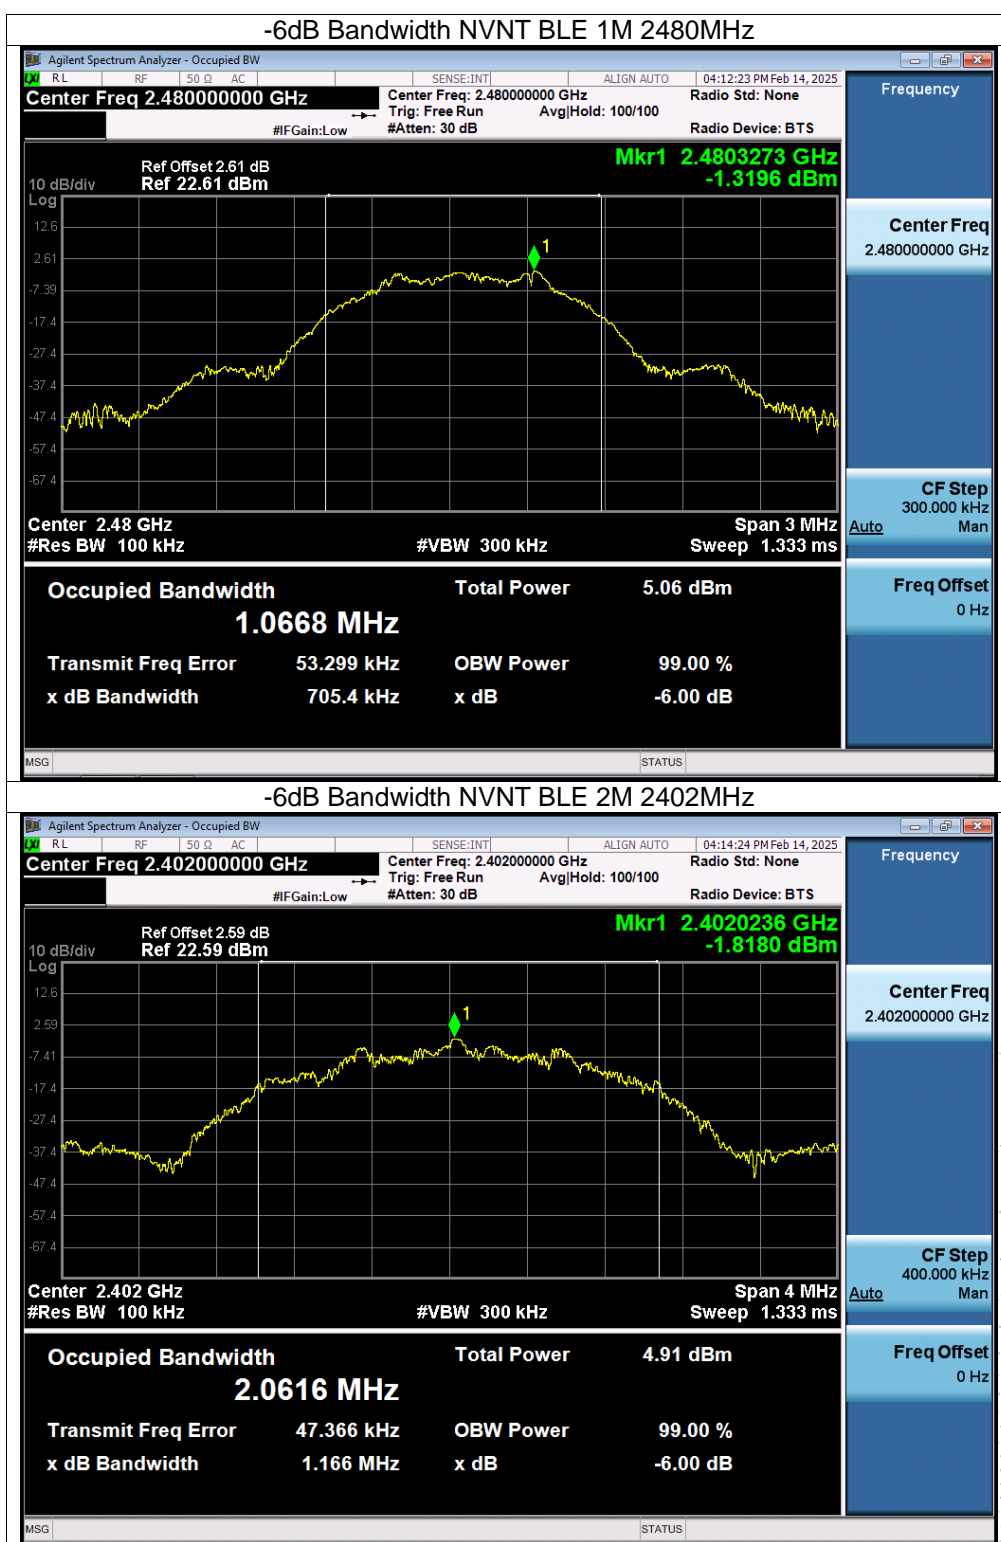 -6dB Bandwidth NVNT BLE 1M 2480MHz
Agilent Spectrum Analyzer - Occupied BW
LXI RL RF 50 Ω AC SENSE:INT ALIGN AUTO 04:12:23 PM Feb 14, 2025
Center Freq 2.480000000 GHz
Center Freq: 2.480000000 GHz Radio Std: None
Trig: Free Run Avg|Hold: 100/100
#IFGain:Low #Atten: 30 dB Radio Device: BTS
Frequency
Mkr1 2.4803273 GHz
-1.3196 dBm
Ref Offset 2.61 dB
10 dB/div Ref 22.61 dBm
Log
12.6
2.61
-7.39
-17.4
-27.4
-37.4
-47.4
-57.4
-67.4
1
Center Freq
2.480000000 GHz
CF Step
300.000 kHz
Auto Man
Freq Offset
0 Hz
Center 2.48 GHz Span 3 MHz
#Res BW 100 kHz #VBW 300 kHz Sweep 1.333 ms
Occupied Bandwidth Total Power 5.06 dBm
1.0668 MHz
Transmit Freq Error 53.299 kHz OBW Power 99.00 %
x dB Bandwidth 705.4 kHz x dB -6.00 dB
MSG STATUS
-6dB Bandwidth NVNT BLE 2M 2402MHz
Agilent Spectrum Analyzer - Occupied BW
LXI RL RF 50 Ω AC SENSE:INT ALIGN AUTO 04:14:24 PM Feb 14, 2025
Center Freq 2.402000000 GHz
Center Freq: 2.402000000 GHz Radio Std: None
Trig: Free Run Avg|Hold: 100/100
#IFGain:Low #Atten: 30 dB Radio Device: BTS
Frequency
Mkr1 2.4020236 GHz
-1.8180 dBm
Ref Offset 2.59 dB
10 dB/div Ref 22.59 dBm
Log
12.6
2.59
-7.41
-17.4
-27.4
-37.4
-47.4
-57.4
-67.4
1
Center Freq
2.402000000 GHz
CF Step
400.000 kHz
Auto Man
Freq Offset
0 Hz
Center 2.402 GHz Span 4 MHz
#Res BW 100 kHz #VBW 300 kHz Sweep 1.333 ms
Occupied Bandwidth Total Power 4.91 dBm
2.0616 MHz
Transmit Freq Error 47.366 kHz OBW Power 99.00 %
x dB Bandwidth 1.166 MHz x dB -6.00 dB
MSG STATUS